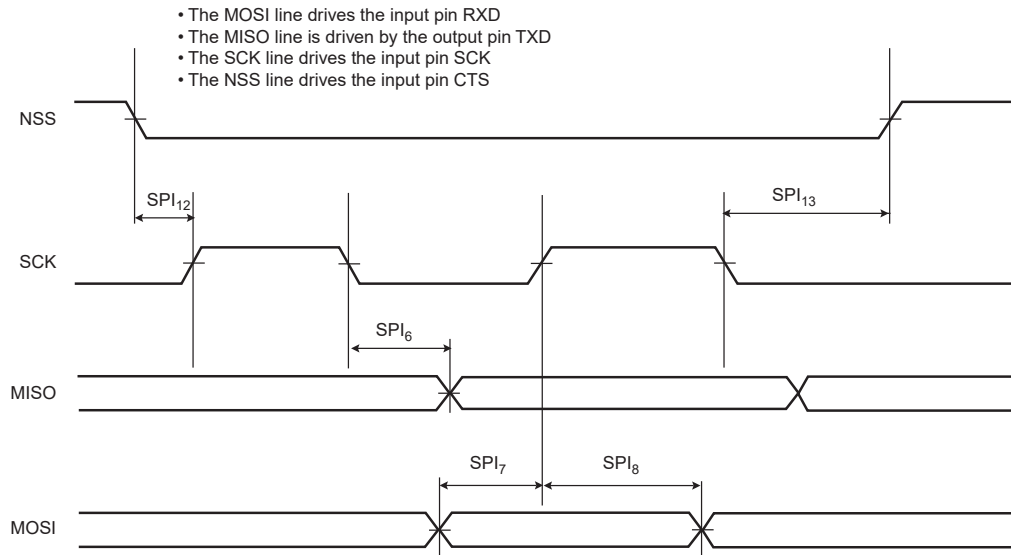 • The MOSI line drives the input pin RXD
• The MISO line is driven by the output pin TXD
• The SCK line drives the input pin SCK
• The NSS line drives the input pin CTS
NSS
SPI12
SPI13
SCK
SPI6
MISO
SPI7
SPI8
MOSI